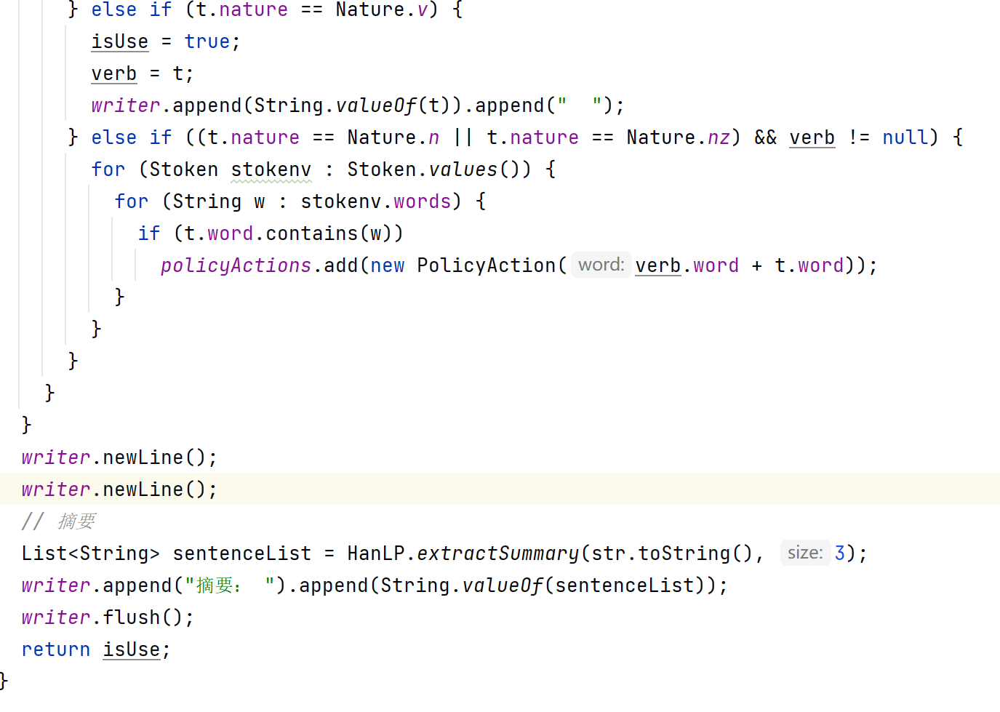 } else if (t.nature == Nature.v) {
isUse = true;
verb = t;
writer.append(String.valueOf(t)).append("  ");
} else if ((t.nature == Nature.n || t.nature == Nature.nz) && verb != null) {
for (Stoken stokenv : Stoken.values()) {
for (String w : stokenv.words) {
if (t.word.contains(w))
policyActions.add(new PolicyAction( word: verb.word + t.word));
}
}
}
}
}
writer.newLine();
writer.newLine();
// 摘要
List<String> sentenceList = HanLP.extractSummary(str.toString(), size: 3);
writer.append("摘要： ").append(String.valueOf(sentenceList));
writer.flush();
return isUse;
}